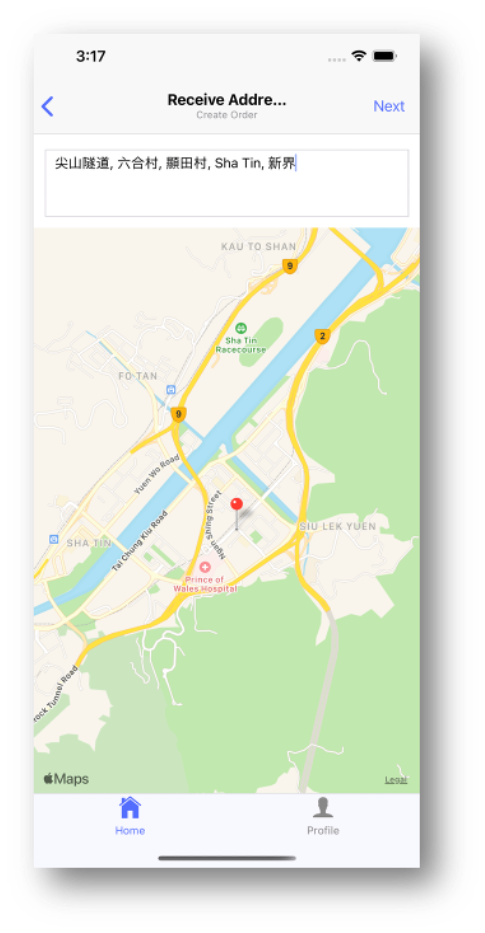 3:17
Receive Addre...
Create Order
Next
尖山隧道, 六合村, 顯田村, Sha Tin, 新界
KAU TO SHAN
9
Sha Tin
Racecourse
2
FO TAN
9
Yuen Wo Road
Ngan Shing Street
SIU LEK YUEN
SHA TIN
Tai Chung Kiu Road
Prince of
Wales Hospital
rock Tunnel Road
Maps
Legal
Home
Profile